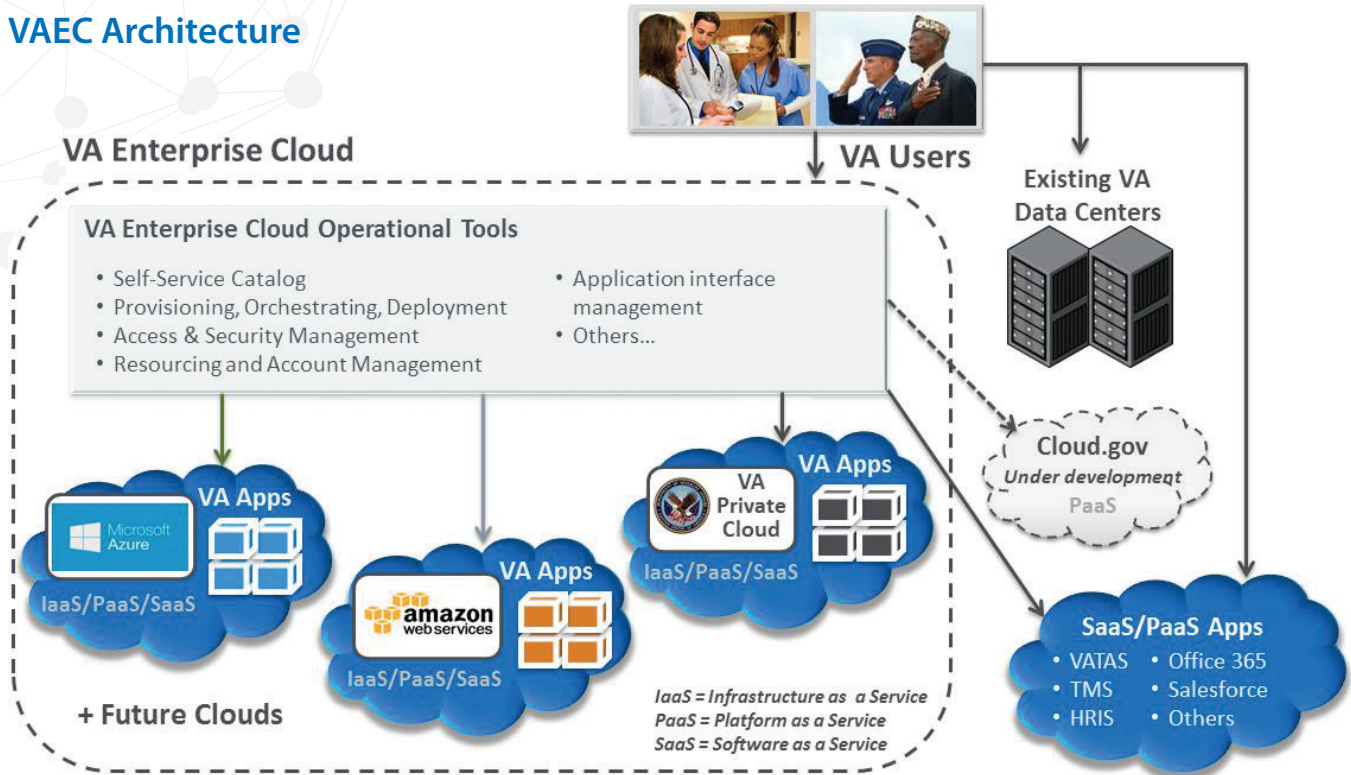 VAEC Architecture
VA Enterprise Cloud
VA Users
Existing VA
Data Centers
VA Enterprise Cloud Operational Tools
• Self-Service Catalog
• Provisioning, Orchestrating, Deployment
• Access & Security Management
• Resourcing and Account Management
• Application interface
management
• Others...
Cloud.gov
Under development
PaaS
Microsoft
Azure
VA Apps
IaaS/PaaS/SaaS
amazon
webservices
VA Apps
IaaS/PaaS/SaaS
VA
Private
Cloud
VA Apps
IaaS/PaaS/SaaS
SaaS/PaaS Apps
• VATAS
• TMS
• HRIS
• Office 365
• Salesforce
• Others
+ Future Clouds
IaaS = Infrastructure as a Service
PaaS = Platform as a Service
SaaS = Software as a Service